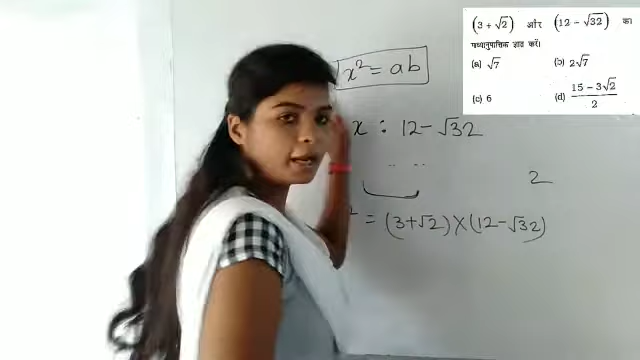 (3 + √2) और (12 - √32) का
मध्यानुपातिक ज्ञात करें।
(a) √7 (b) 2√7
(c) 6 (d) (15 - 3√2)/2
x² = ab
x : 12 - √32
2
² = (3+√2) × (12 - √32)